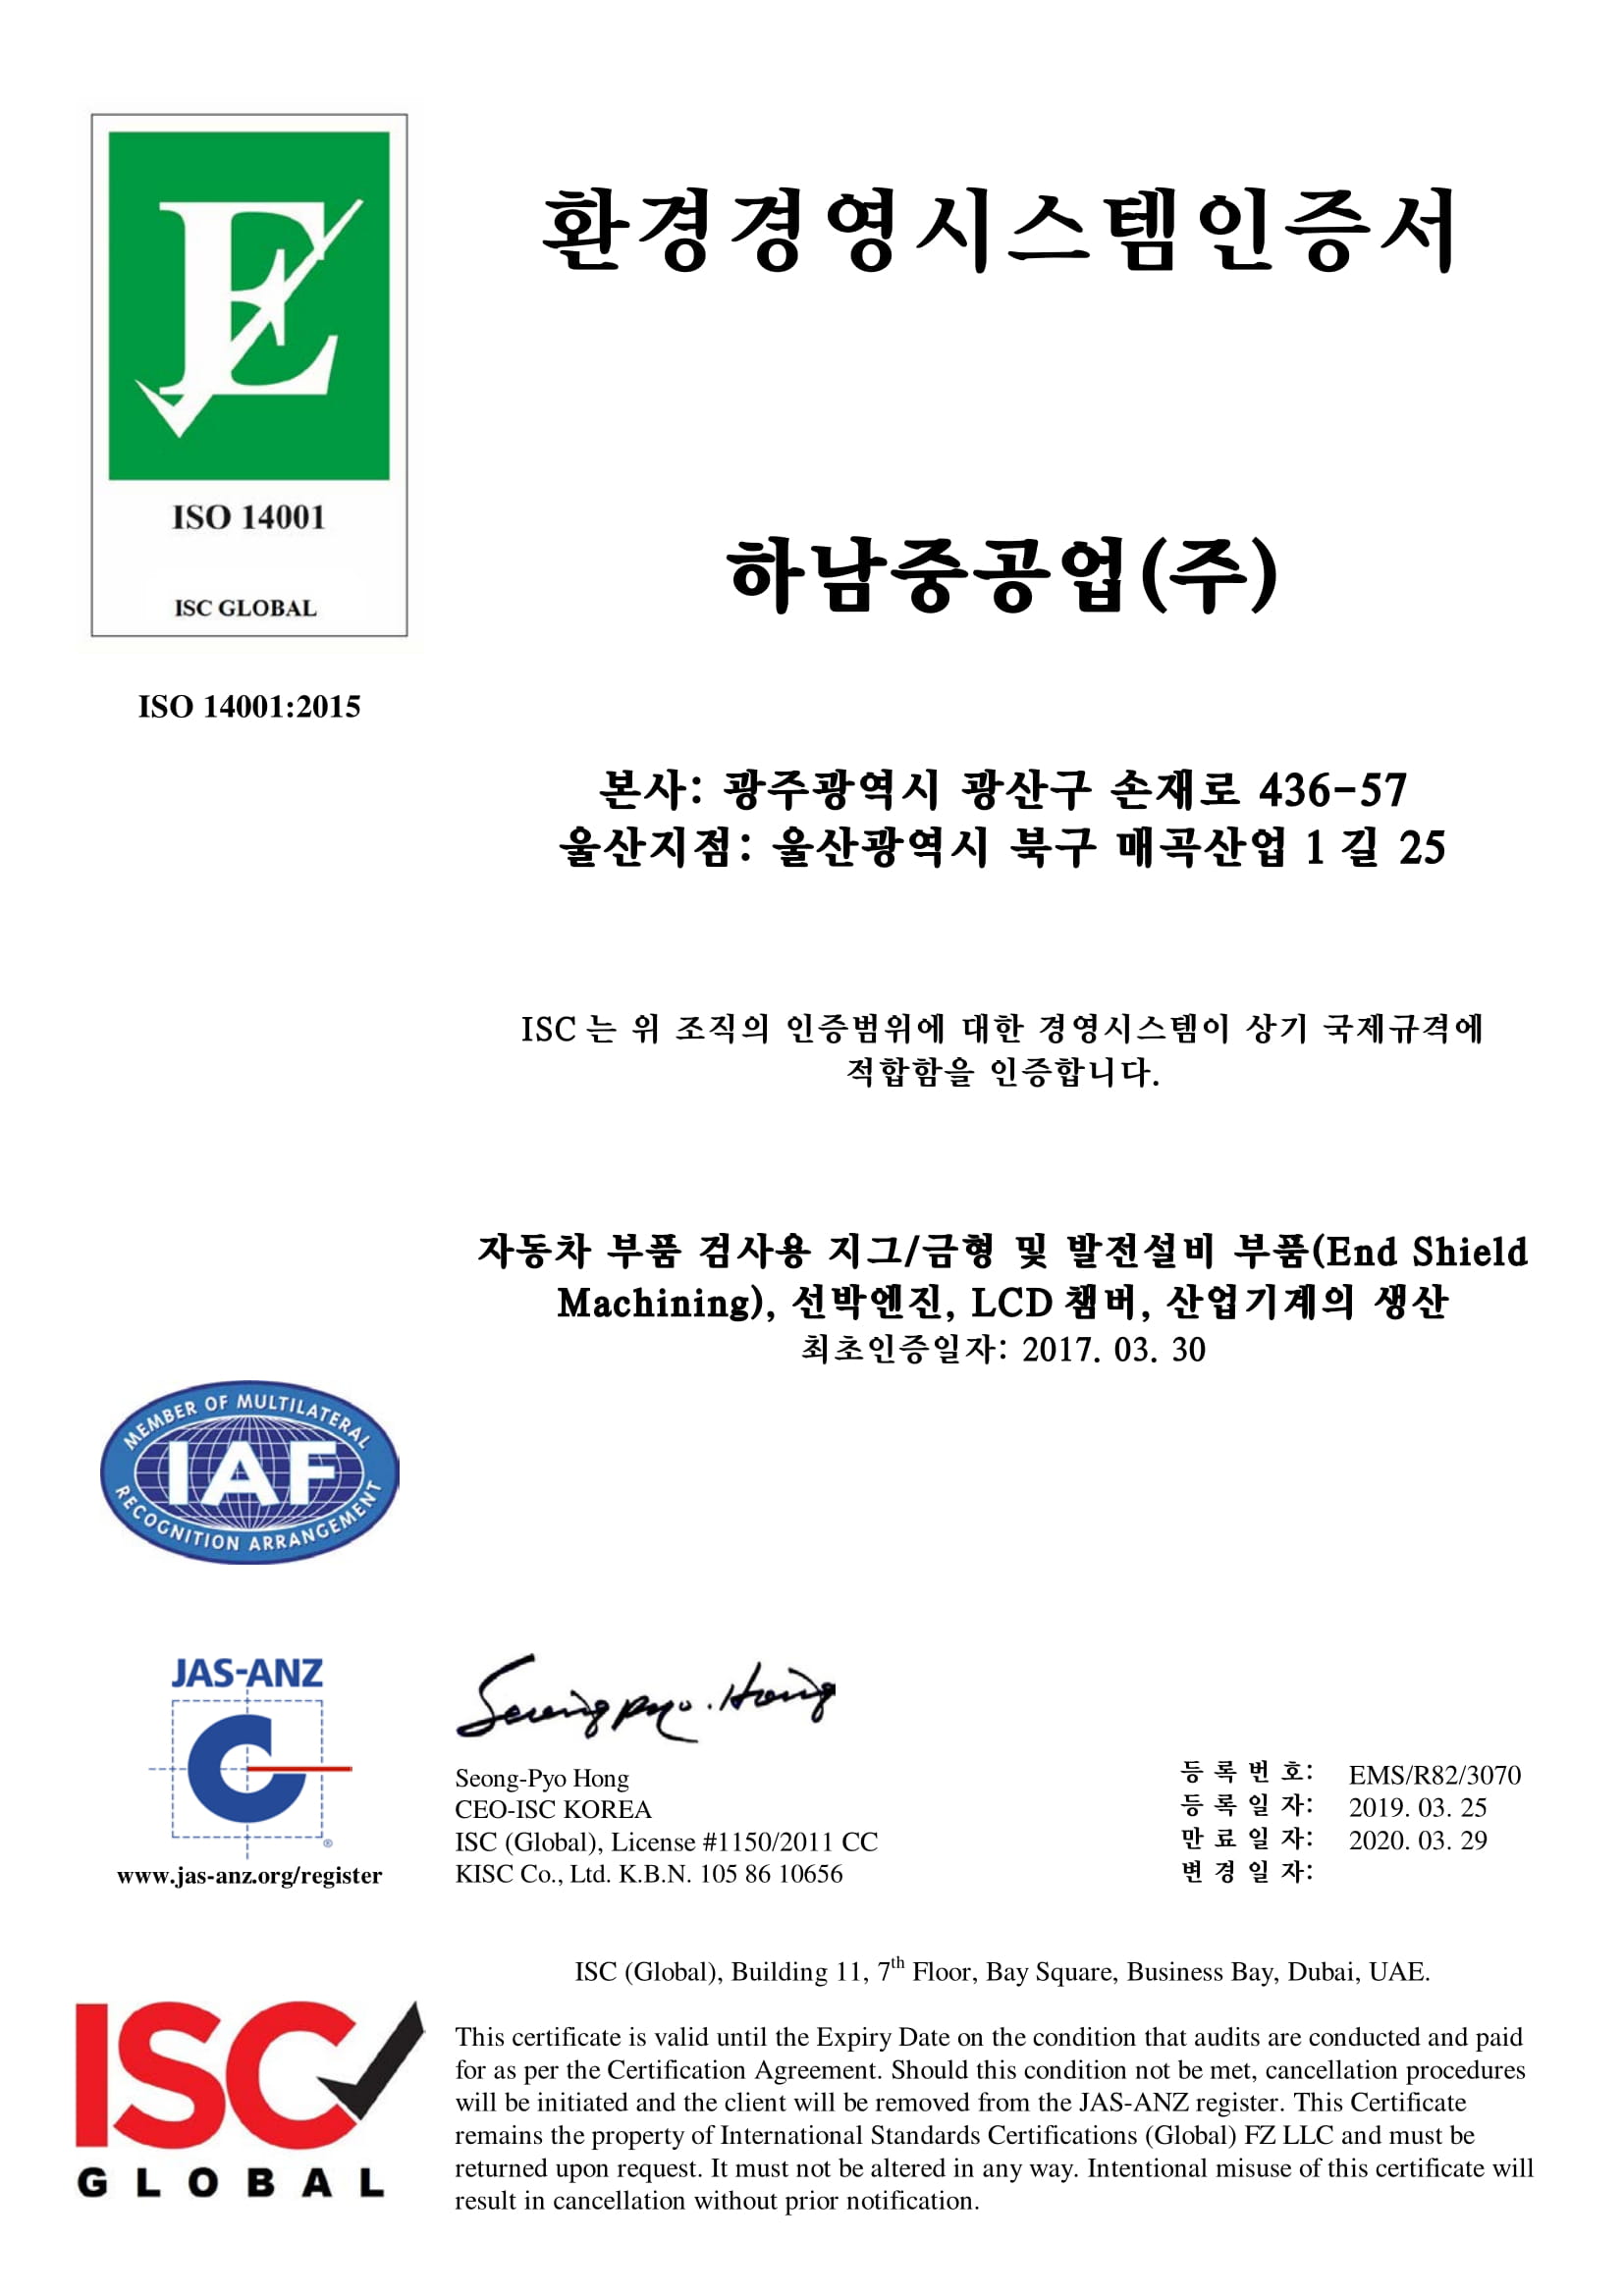 환경경영시스템인증서
E
ISO 14001
ISC GLOBAL
ISO 14001:2015
하남중공업(주)
본사: 광주광역시 광산구 손재로 436-57
울산지점: 울산광역시 북구 매곡산업 1 길 25
ISC 는 위 조직의 인증범위에 대한 경영시스템이 상기 국제규격에
적합함을 인증합니다.
자동차 부품 검사용 지그/금형 및 발전설비 부품(End Shield
Machining), 선박엔진, LCD 챔버, 산업기계의 생산
최초인증일자: 2017. 03. 30
MEMBER OF MULTILATERAL
IAF
RECOGNITION ARRANGEMENT
JAS-ANZ
®
www.jas-anz.org/register
Seongpyo. Hong
Seong-Pyo Hong
CEO-ISC KOREA
ISC (Global), License #1150/2011 CC
KISC Co., Ltd. K.B.N. 105 86 10656
등 록 번 호: EMS/R82/3070
등 록 일 자: 2019. 03. 25
만 료 일 자: 2020. 03. 29
변 경 일 자:
ISC (Global), Building 11, 7th Floor, Bay Square, Business Bay, Dubai, UAE.
ISC
GLOBAL
This certificate is valid until the Expiry Date on the condition that audits are conducted and paid
for as per the Certification Agreement. Should this condition not be met, cancellation procedures
will be initiated and the client will be removed from the JAS-ANZ register. This Certificate
remains the property of International Standards Certifications (Global) FZ LLC and must be
returned upon request. It must not be altered in any way. Intentional misuse of this certificate will
result in cancellation without prior notification.